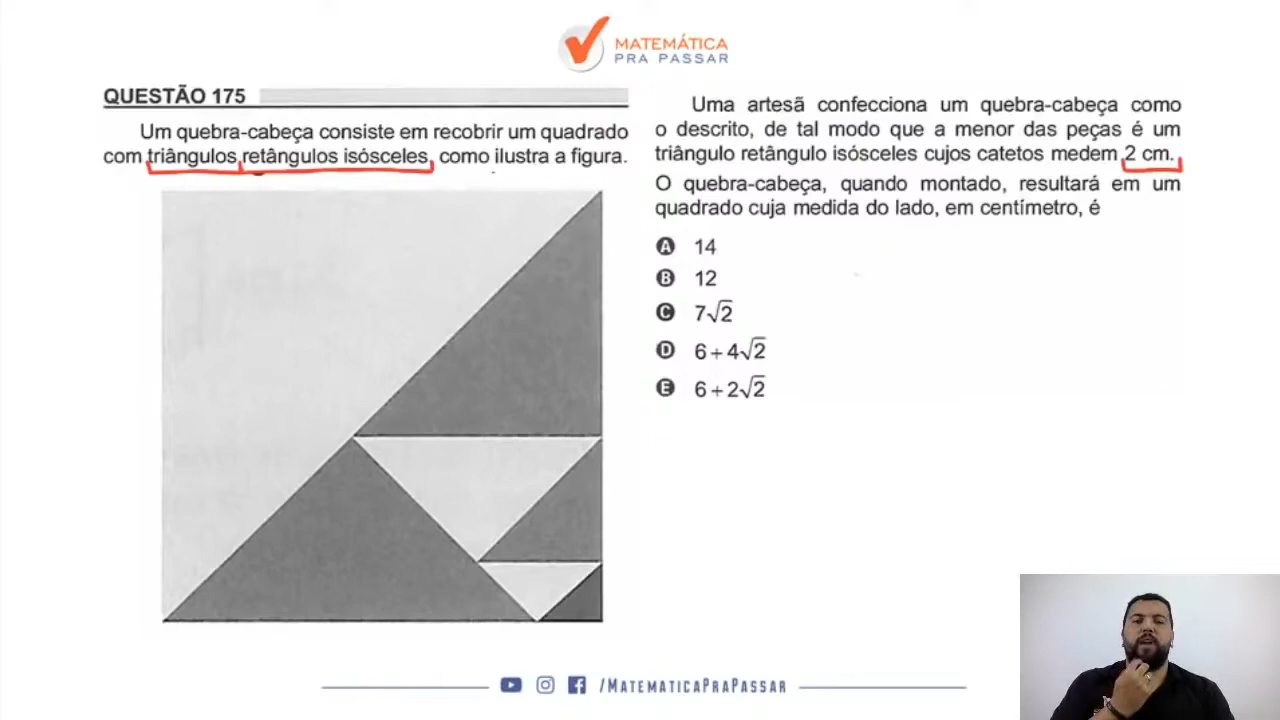 MATEMÁTICA
PRA PASSAR
QUESTÃO 175
Um quebra-cabeça consiste em recobrir um quadrado
com triângulos retângulos isósceles, como ilustra a figura.
Uma artesã confecciona um quebra-cabeça como
o descrito, de tal modo que a menor das peças é um
triângulo retângulo isósceles cujos catetos medem 2 cm.
O quebra-cabeça, quando montado, resultará em um
quadrado cuja medida do lado, em centímetro, é
A 14
B 12
C 7√2
D 6 + 4√2
E 6 + 2√2
/MATEMATICAPRAPASSAR